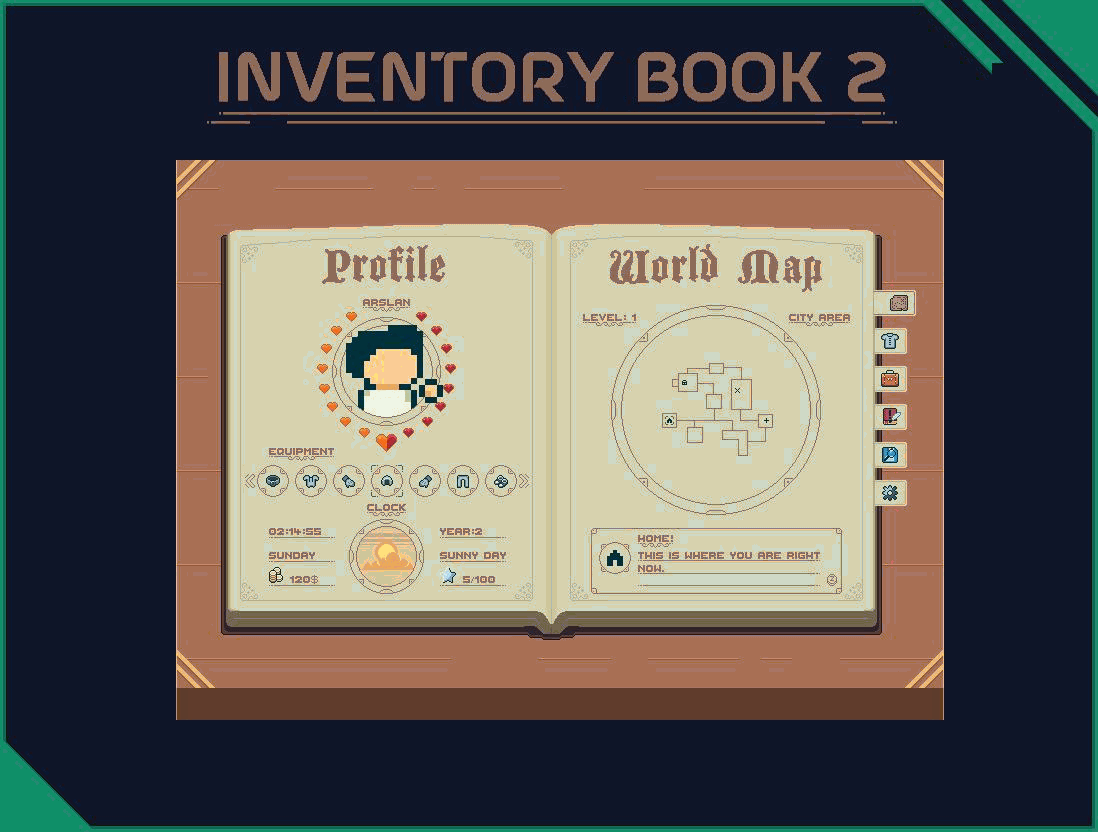 INVENTORY BOOK 2
Profile
ARSLAN
EQUIPMENT
CLOCK
02:14:55
YEAR:2
SUNDAY
SUNNY DAY
120$
5/100
World Map
LEVEL: 1
CITY AREA
HOME!
THIS IS WHERE YOU ARE RIGHT
NOW.